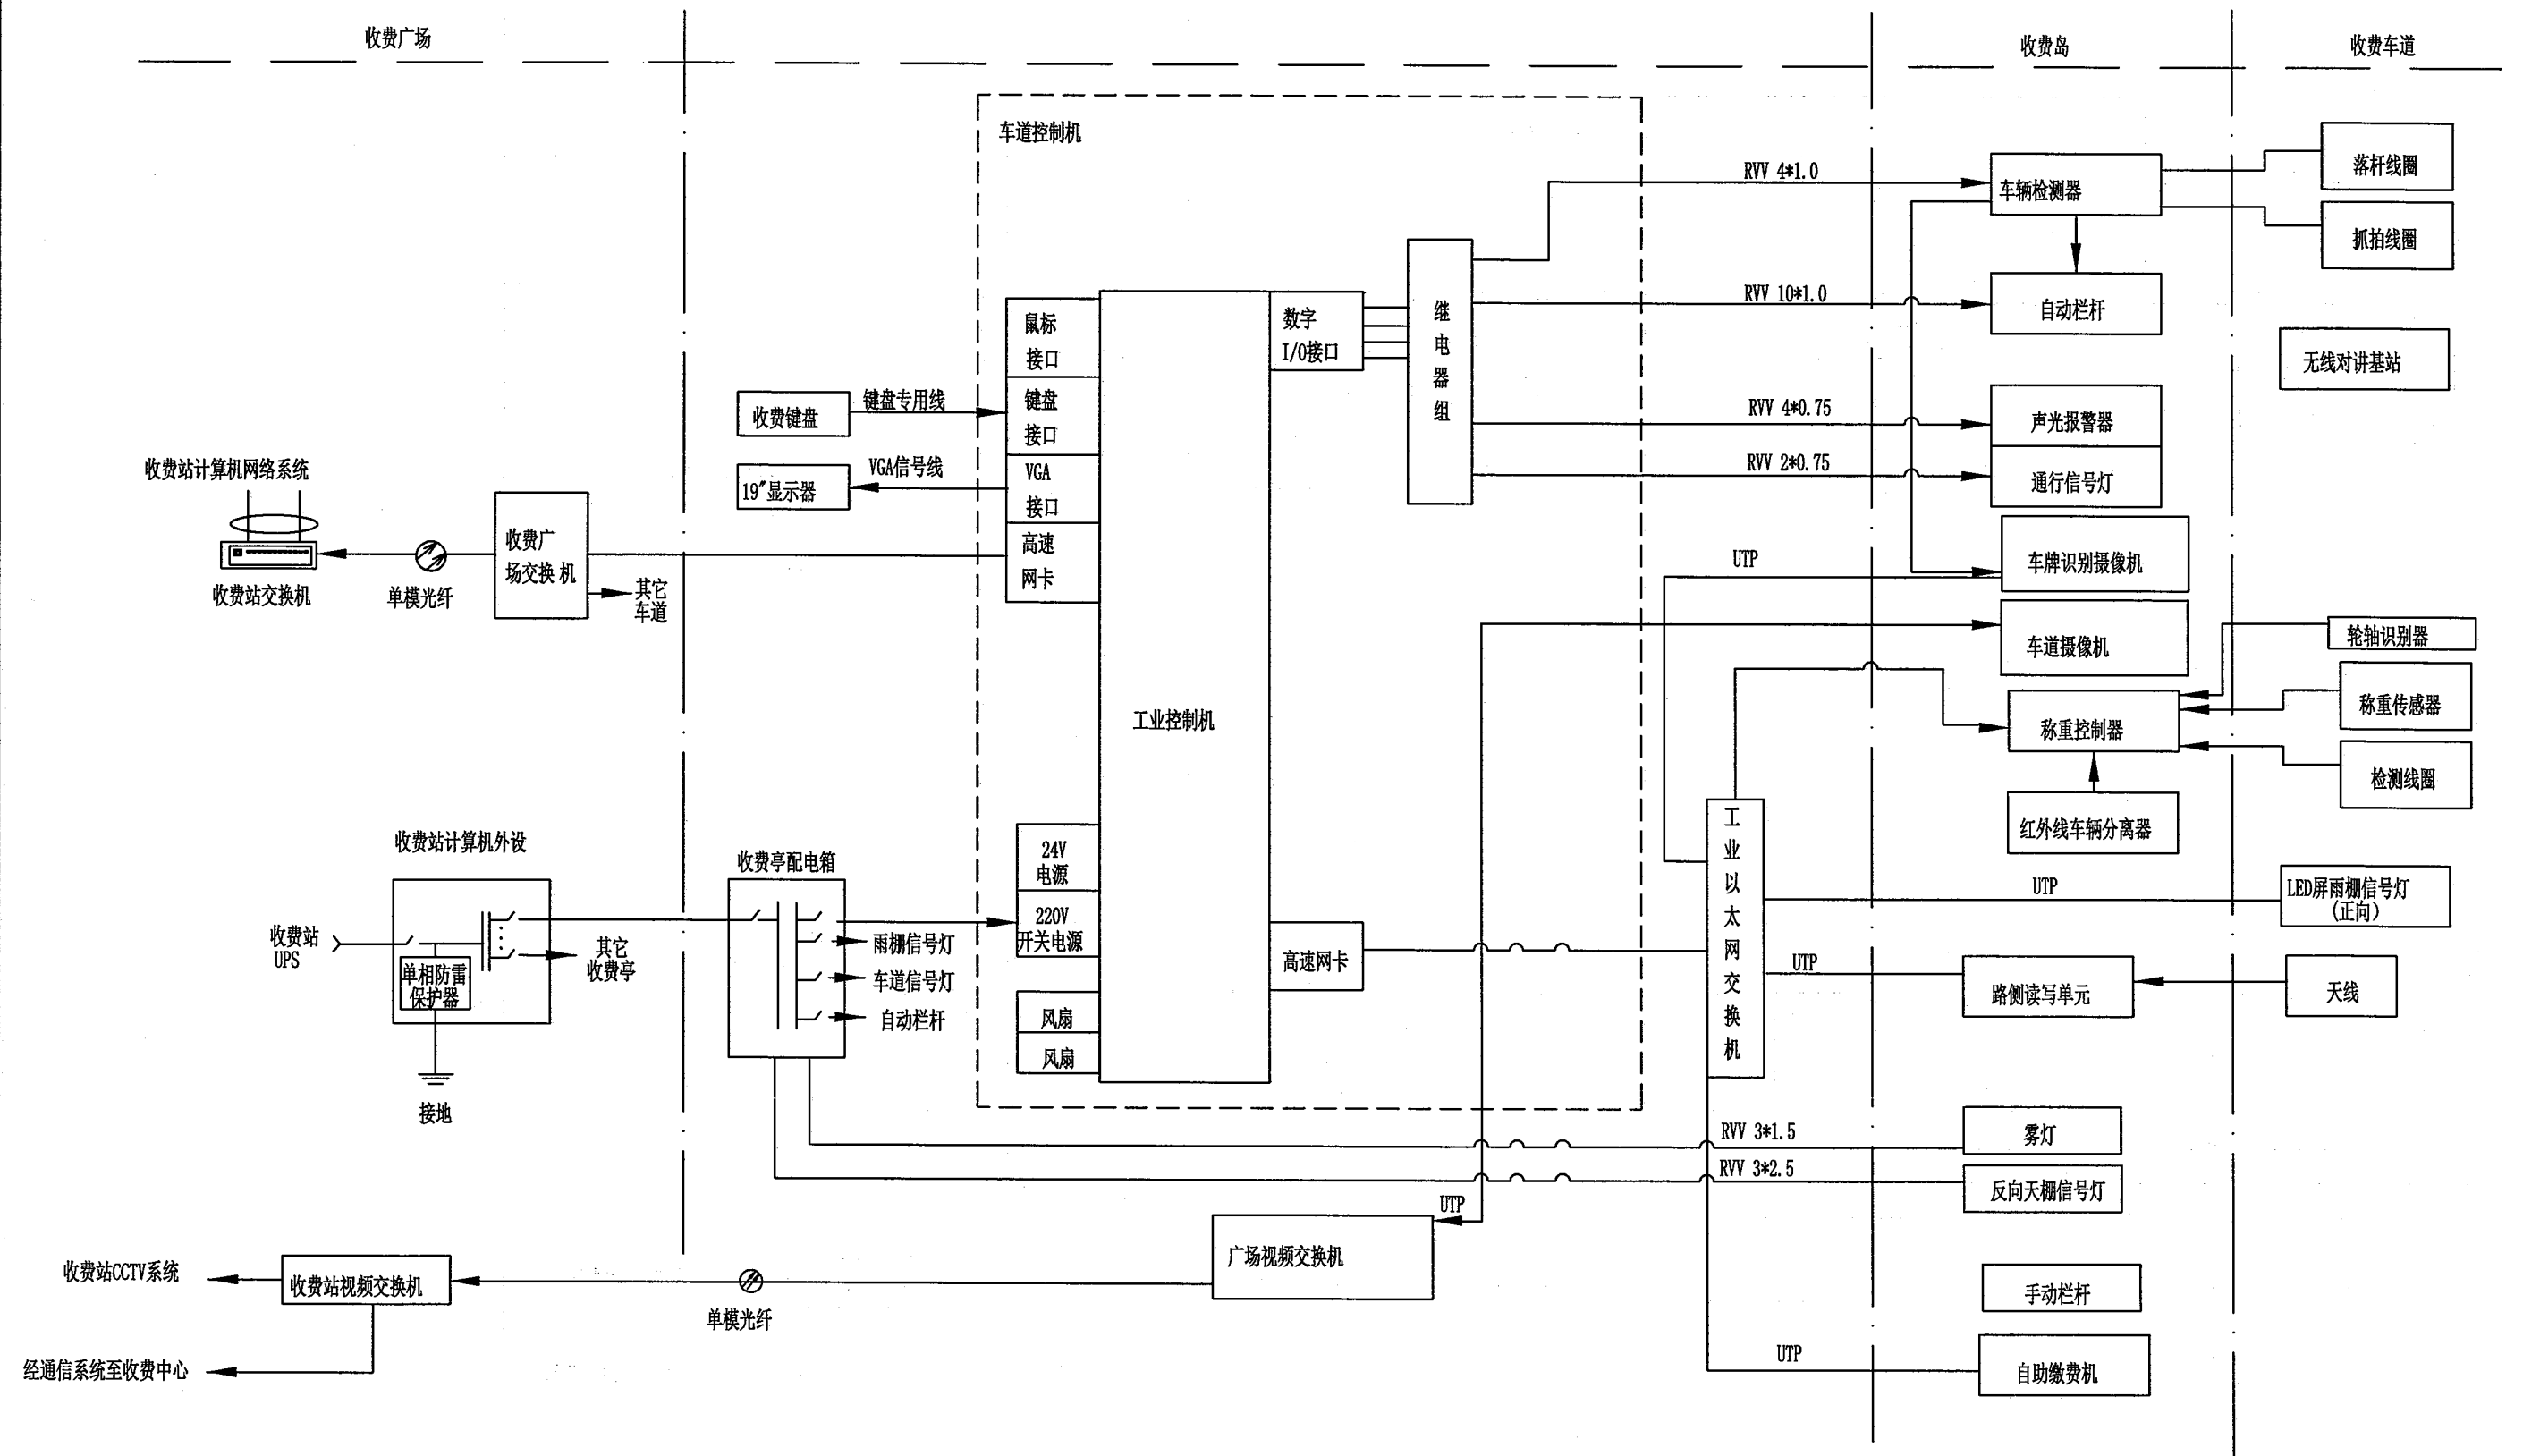 收费广场
收费岛
收费车道
车道控制机
RVV 4*1.0
车辆检测器
落杆线圈
抓拍线圈
RVV 10*1.0
自动栏杆
无线对讲基站
鼠标
接口
数字
I/O接口
继
电
器
组
收费键盘
键盘专用线
键盘
接口
RVV 4*0.75
声光报警器
19″显示器
VGA信号线
VGA
接口
RVV 2*0.75
通行信号灯
收费站计算机网络系统
收费站交换机
单模光纤
收费广
场交换 机
其它
车道
高速
网卡
UTP
车牌识别摄像机
车道摄像机
轮轴识别器
称重传感器
称重控制器
检测线圈
红外线车辆分离器
工业控制机
收费站计算机外设
收费站
UPS
单相防雷
保护器
接地
其它
收费亭
收费亭配电箱
雨棚信号灯
车道信号灯
自动栏杆
24V
电源
220V
开关电源
风扇
风扇
高速网卡
工
业
以
太
网
交
换
机
UTP
LED屏雨棚信号灯
(正向)
UTP
路侧读写单元
天线
RVV 3*1.5
雾灯
RVV 3*2.5
反向天棚信号灯
UTP
广场视频交换机
收费站CCTV系统
收费站视频交换机
单模光纤
手动栏杆
经通信系统至收费中心
UTP
自助缴费机